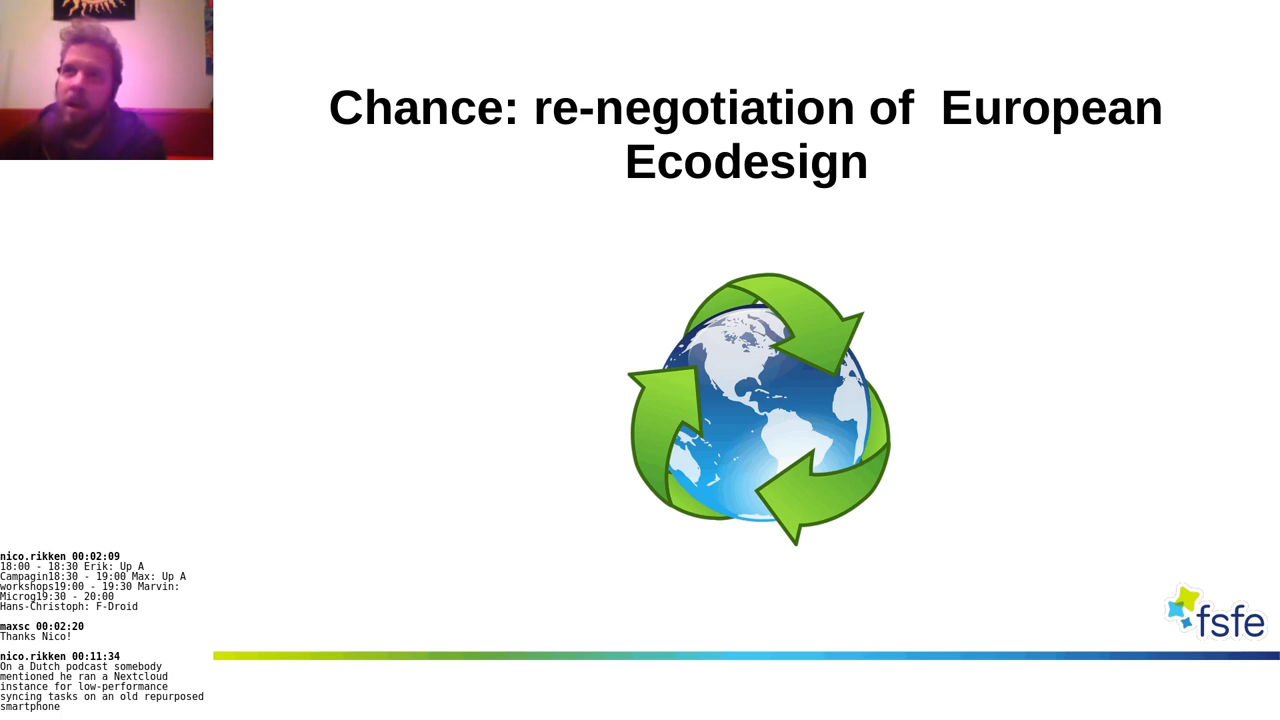 Chance: re-negotiation of  European
Ecodesign
fsfe
nico.rikken 00:02:09
18:00 - 18:30 Erik: Up A
Campagin18:30 - 19:00 Max: Up A
workshops19:00 - 19:30 Marvin:
Microg19:30 - 20:00
Hans-Christoph: F-Droid
maxsc 00:02:20
Thanks Nico!
nico.rikken 00:11:34
On a Dutch podcast somebody
mentioned he ran a Nextcloud
instance for low-performance
syncing tasks on an old repurposed
smartphone